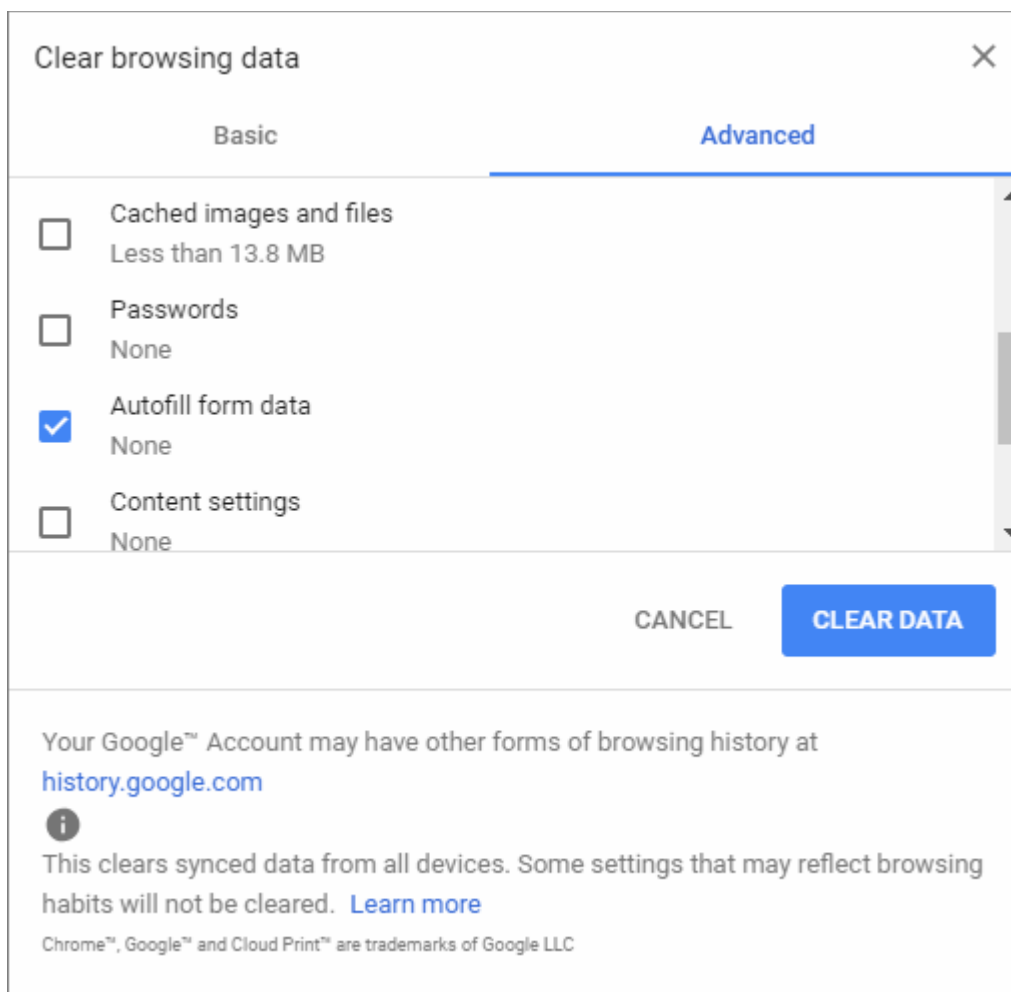 Clear browsing data
Basic
Advanced
Cached images and files
Less than 13.8 MB
Passwords
None
Autofill form data
None
Content settings
None
CANCEL
CLEAR DATA
Your Google™ Account may have other forms of browsing history at
history.google.com
This clears synced data from all devices. Some settings that may reflect browsing
habits will not be cleared. Learn more
Chrome™, Google™ and Cloud Print™ are trademarks of Google LLC